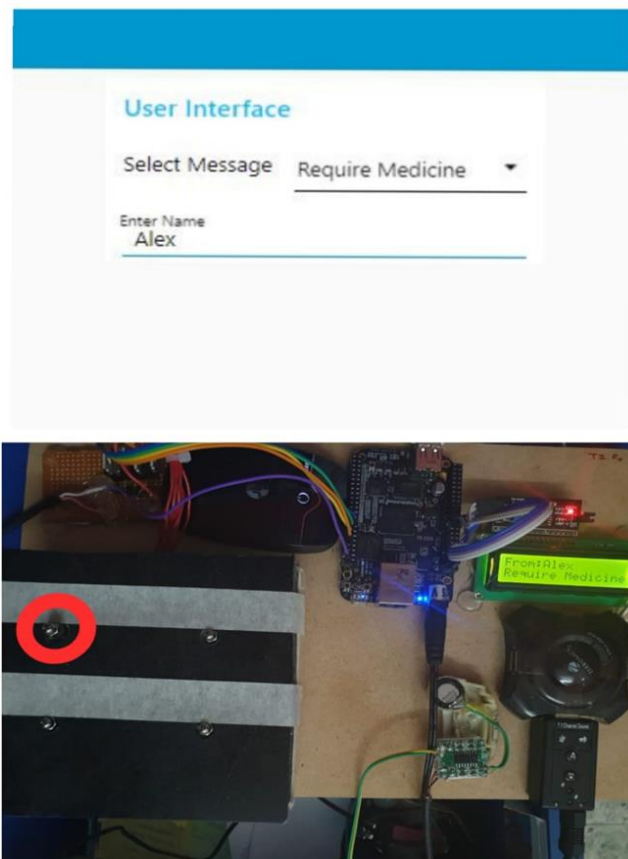 User Interface
Select Message
Require Medicine
Enter Name
Alex
From:Alex
Require Medicine